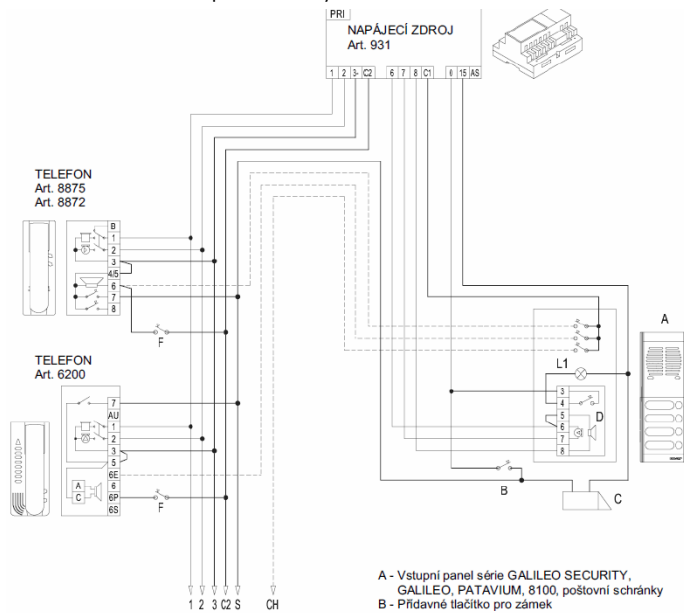 PRI
NAPÁJECÍ ZDROJ
Art. 931
1 2 3- C2 6 7 8 C1 0 15 AS
TELEFON
Art. 8875
Art. 8872
B
1
2
3
4/5
6
7
8
F
TELEFON
Art. 6200
7
AU
1
2
3
5
6E
6
6P
6S
A
C
F
A
L1
3
4
D
5
6
7
8
B
C
1 2 3 C2 S CH
A - Vstupní panel série GALILEO SECURITY,
GALILEO, PATAVIUM, 8100, poštovní schránky
B - Přídavné tlačítko pro zámek